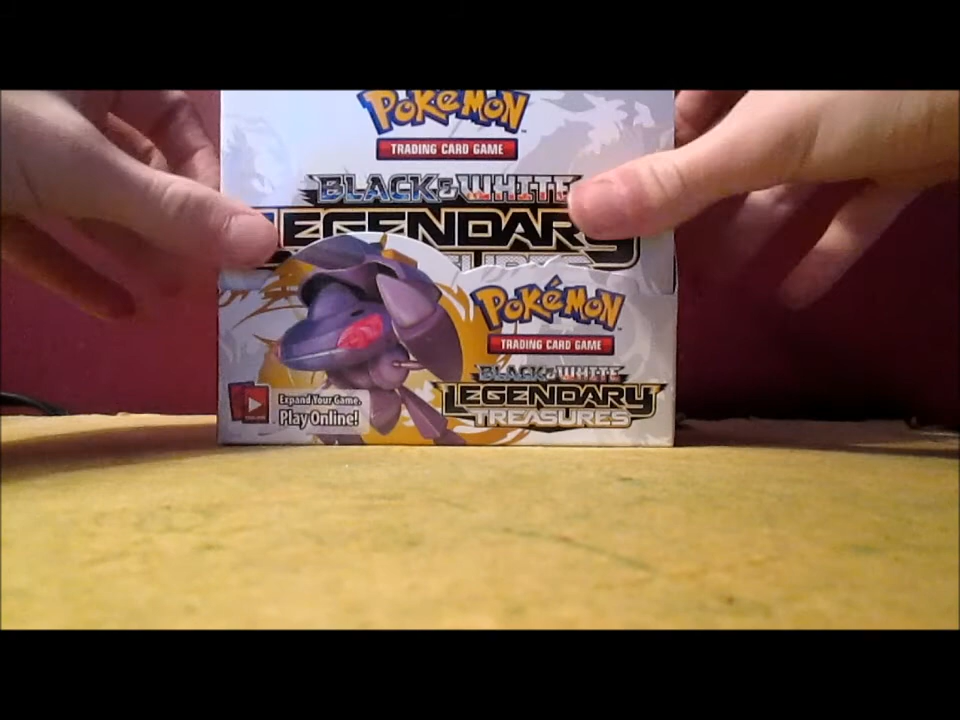 POKéMON
TRADING CARD GAME
BLACK & WHITE
LEGENDARY
POKéMON
TRADING CARD GAME
BLACK & WHITE
LEGENDARY
TREASURES
Expand Your Game.
Play Online!